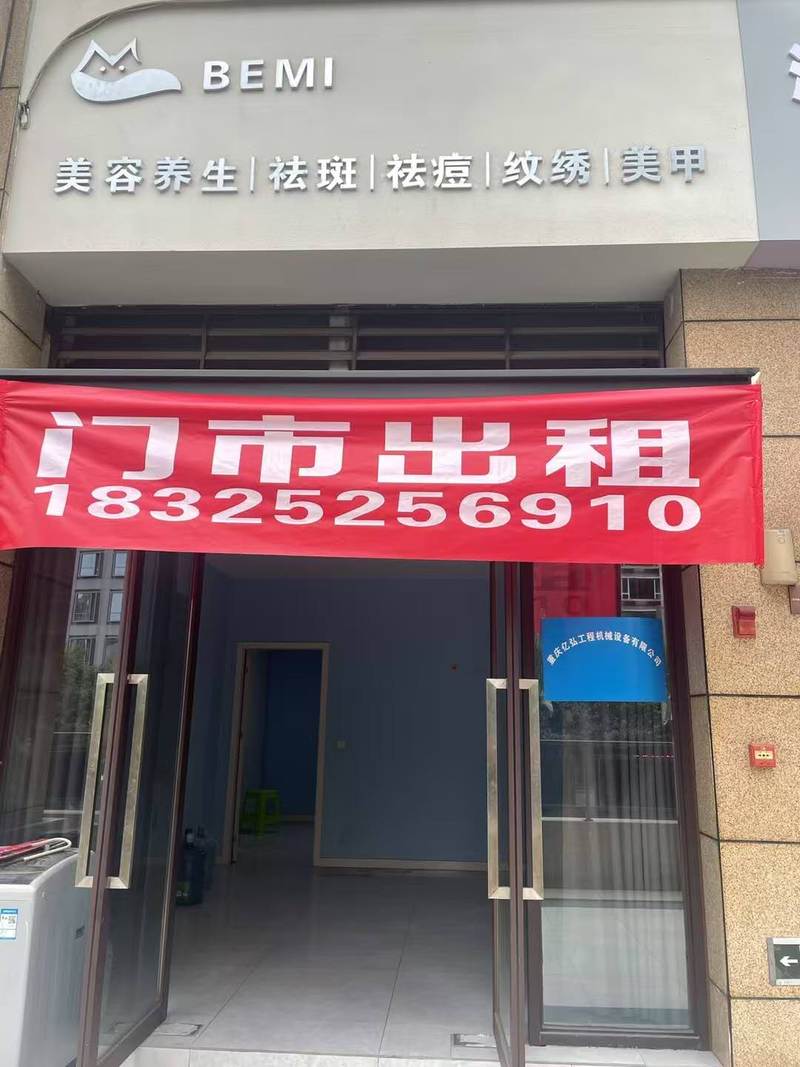 BEMI
美容养生|祛斑|祛痘|纹绣|美甲
门市出租
18325256910
重庆亿弘工程机械设备有限公司